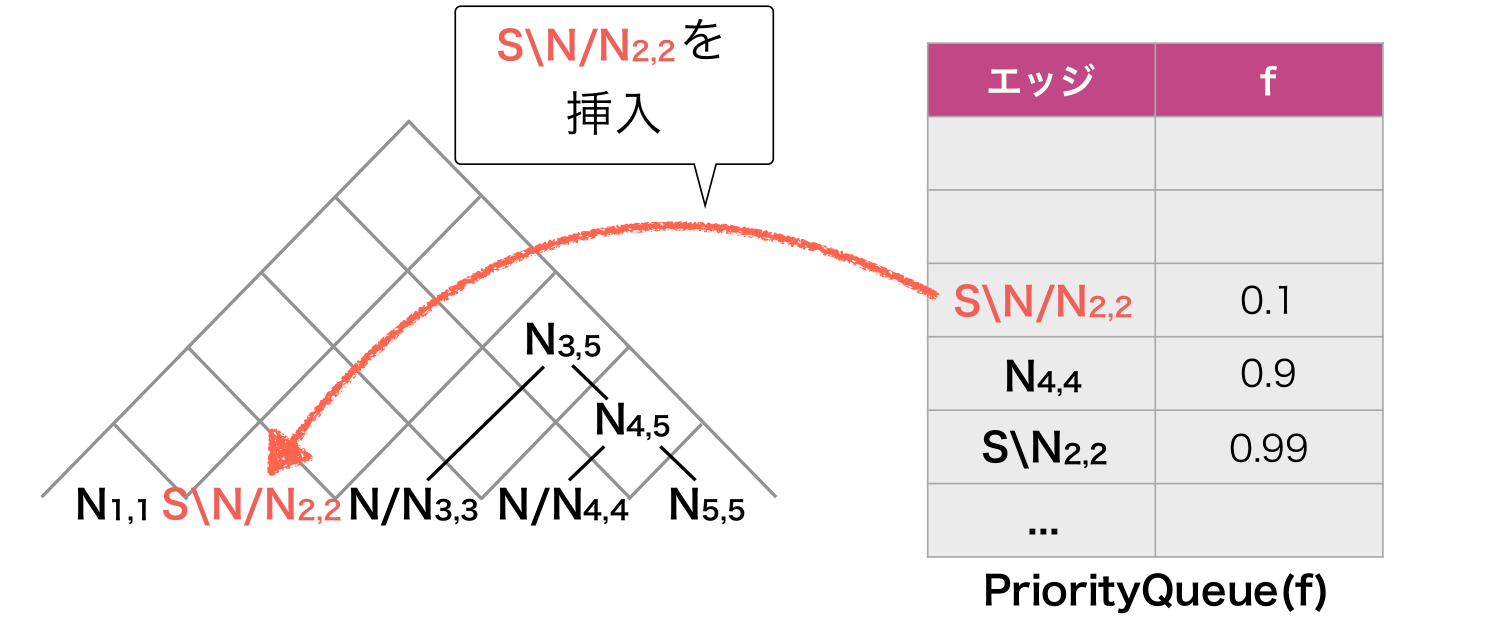 S\N/N2,2を
挿入
エッジ f
S\N/N2,2 0.1
N4,4 0.9
S\N2,2 0.99
...
PriorityQueue(f)
N3,5
N4,5
N1,1 S\N/N2,2 N/N3,3 N/N4,4 N5,5